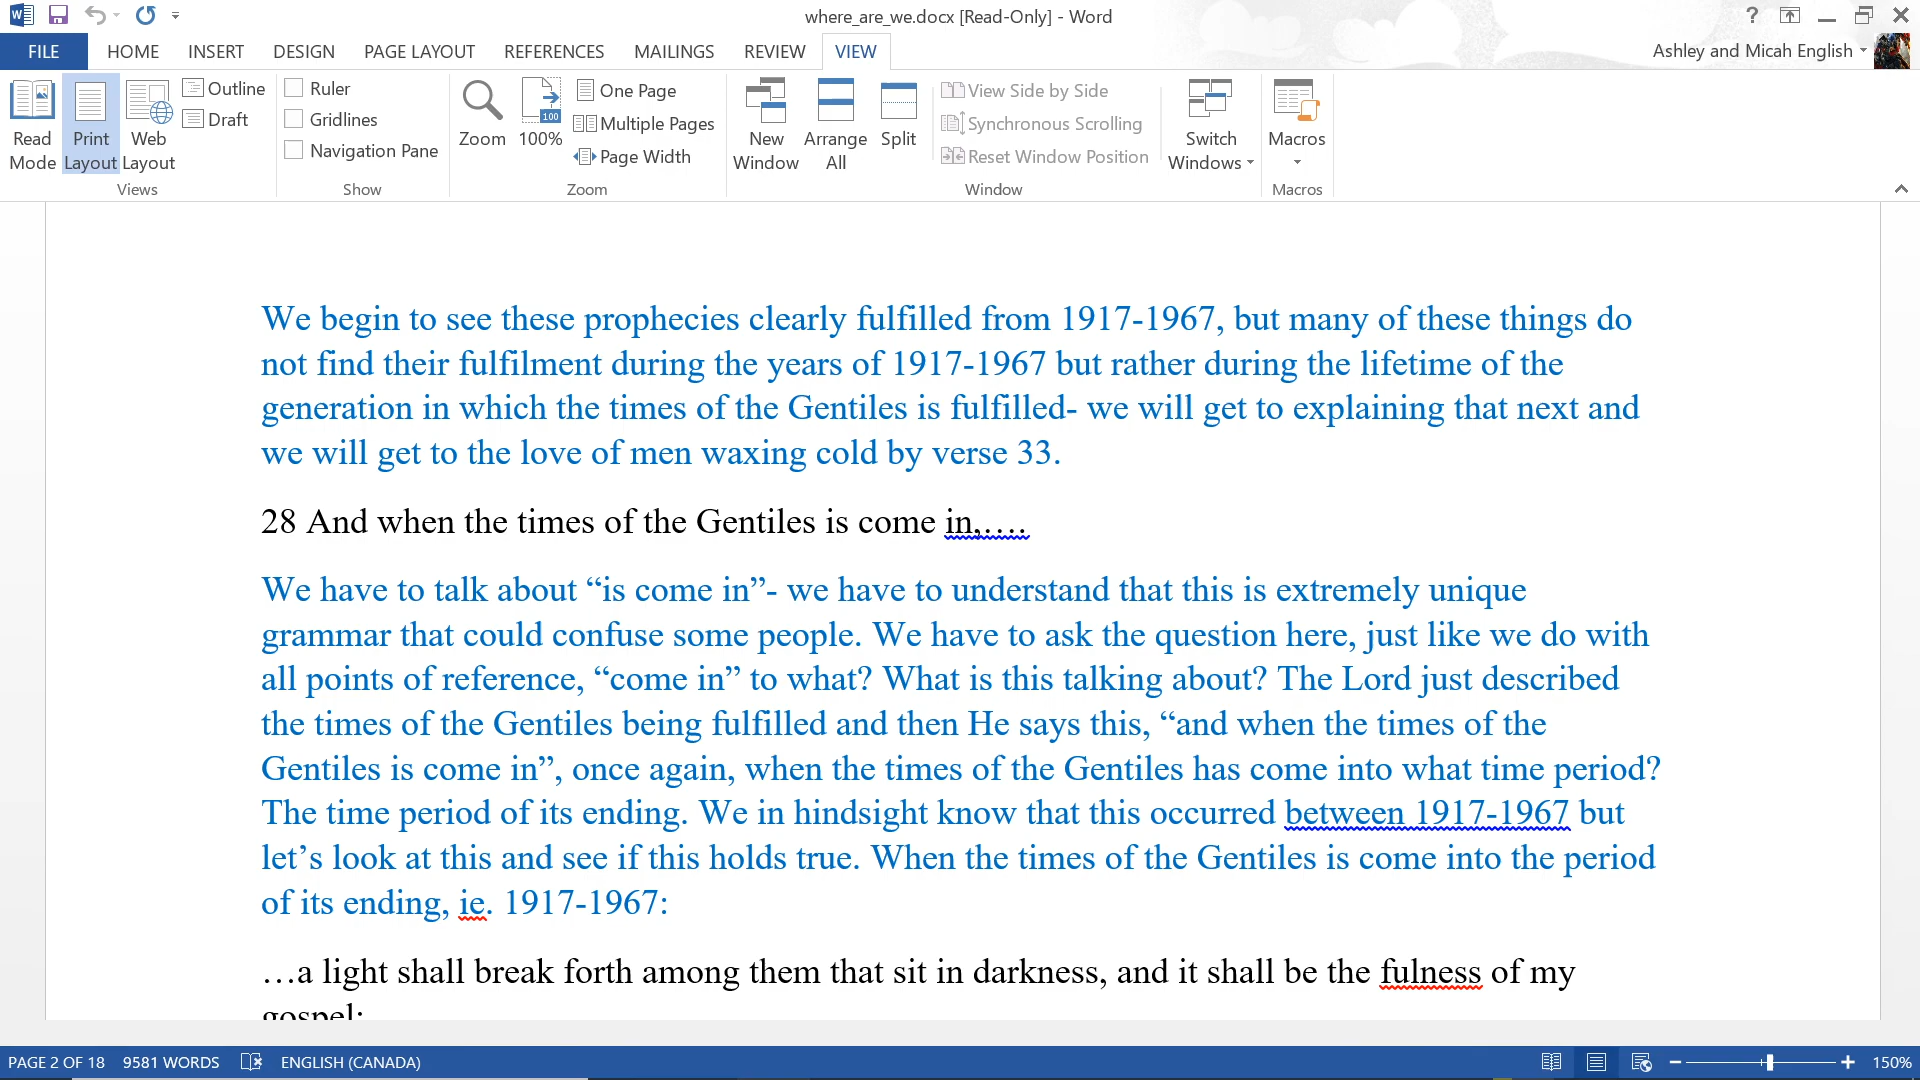 where_are_we.docx [Read-Only] - Word
?
FILE HOME INSERT DESIGN PAGE LAYOUT REFERENCES MAILINGS REVIEW VIEW
Ashley and Micah English
Read Mode
Print Layout
Web Layout
Outline
Draft
Views
Ruler
Gridlines
Navigation Pane
Show
Zoom
100
100%
One Page
Multiple Pages
Page Width
Zoom
New Window
Arrange All
Split
View Side by Side
Synchronous Scrolling
Reset Window Position
Window
Switch Windows
Macros
Macros
We begin to see these prophecies clearly fulfilled from 1917-1967, but many of these things do
not find their fulfilment during the years of 1917-1967 but rather during the lifetime of the
generation in which the times of the Gentiles is fulfilled- we will get to explaining that next and
we will get to the love of men waxing cold by verse 33.
28 And when the times of the Gentiles is come in,….
We have to talk about “is come in”- we have to understand that this is extremely unique
grammar that could confuse some people. We have to ask the question here, just like we do with
all points of reference, “come in” to what? What is this talking about? The Lord just described
the times of the Gentiles being fulfilled and then He says this, “and when the times of the
Gentiles is come in”, once again, when the times of the Gentiles has come into what time period?
The time period of its ending. We in hindsight know that this occurred between 1917-1967 but
let’s look at this and see if this holds true. When the times of the Gentiles is come into the period
of its ending, ie. 1917-1967:
…a light shall break forth among them that sit in darkness, and it shall be the fulness of my
gospel;
PAGE 2 OF 18 9581 WORDS ENGLISH (CANADA)
150%